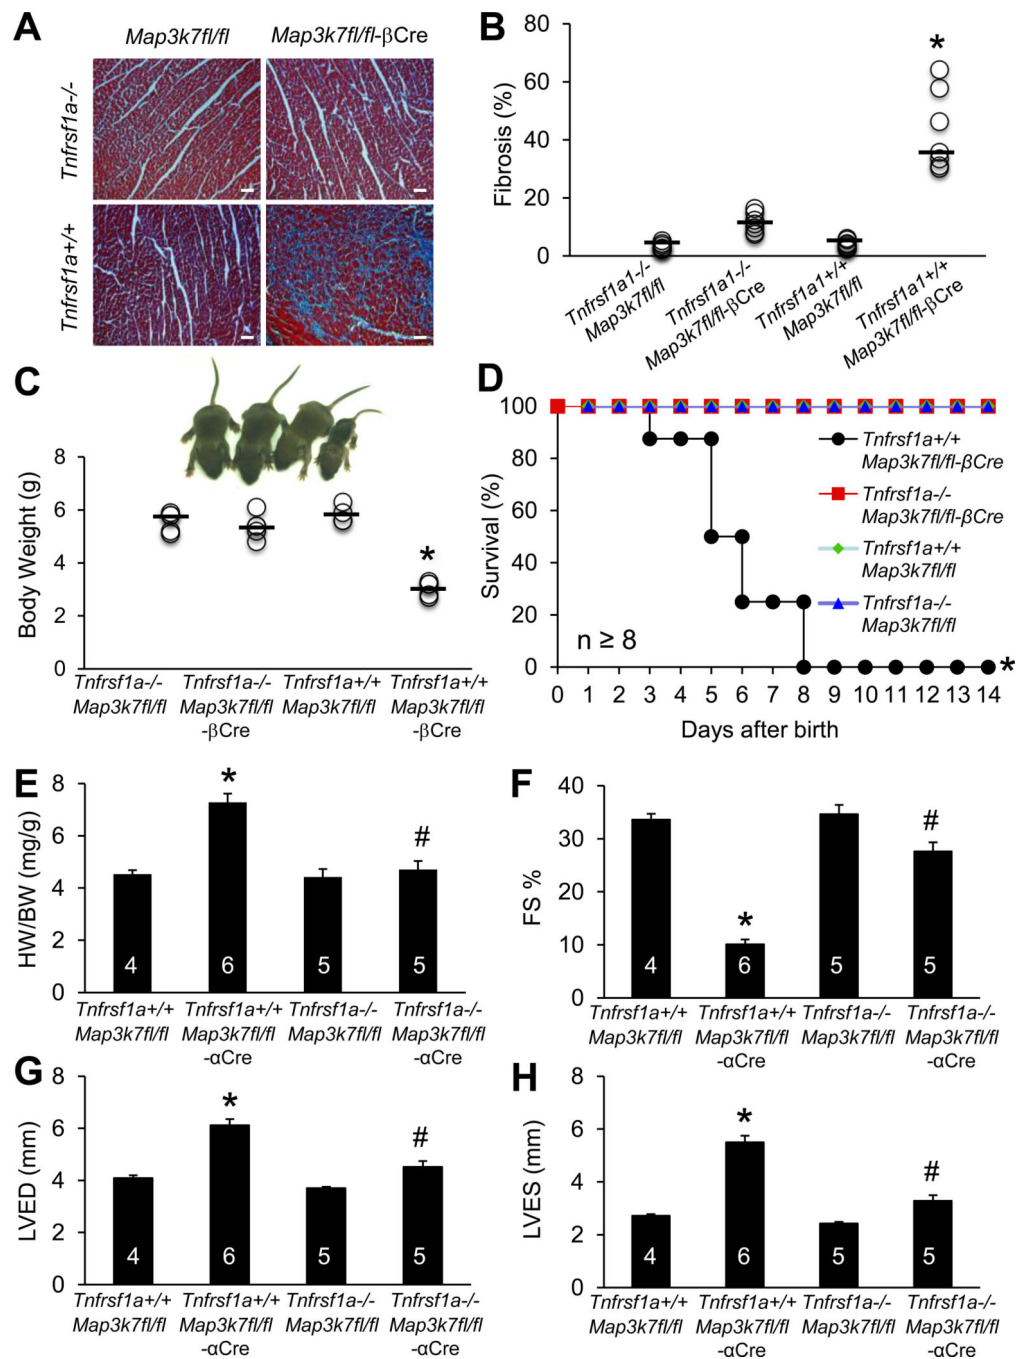 A
Map3k7fl/fl
Map3k7fl/fl-βCre
Tnfrsf1a-/-
Tnfrsf1a+/+
B
Fibrosis (%)
80
60
40
20
0
Tnfrsf1a1-/-
Map3k7fl/fl
Tnfrsf1a1-/-
Map3k7fl/fl-βCre
Tnfrsf1a1+/+
Map3k7fl/fl
Tnfrsf1a1+/+
Map3k7fl/fl-βCre
*
C
Body Weight (g)
8
6
4
2
0
*
Tnfrsf1a-/- Tnfrsf1a-/- Tnfrsf1a+/+ Tnfrsf1a+/+
Map3k7fl/fl Map3k7fl/fl Map3k7fl/fl Map3k7fl/fl
-βCre -βCre
D
Survival (%)
100
80
60
40
20
0
Tnfrsf1a+/+
Map3k7fl/fl-βCre
Tnfrsf1a-/-
Map3k7fl/fl-βCre
Tnfrsf1a+/+
Map3k7fl/fl
Tnfrsf1a-/-
Map3k7fl/fl
n ≥ 8
*
0 1 2 3 4 5 6 7 8 9 10 11 12 13 14
Days after birth
E
HW/BW (mg/g)
8
6
4
2
0
* #
4 6 5 5
Tnfrsf1a+/+ Tnfrsf1a+/+ Tnfrsf1a-/- Tnfrsf1a-/-
Map3k7fl/fl Map3k7fl/fl Map3k7fl/fl Map3k7fl/fl
-αCre -αCre
F
FS %
40
30
20
10
0
* #
4 6 5 5
Tnfrsf1a+/+ Tnfrsf1a+/+ Tnfrsf1a-/- Tnfrsf1a-/-
Map3k7fl/fl Map3k7fl/fl Map3k7fl/fl Map3k7fl/fl
-αCre -αCre
G
LVED (mm)
8
6
4
2
0
* #
4 6 5 5
Tnfrsf1a+/+ Tnfrsf1a+/+ Tnfrsf1a-/- Tnfrsf1a-/-
Map3k7fl/fl Map3k7fl/fl Map3k7fl/fl Map3k7fl/fl
-αCre -αCre
H
LVES (mm)
8
6
4
2
0
* #
4 6 5 5
Tnfrsf1a+/+ Tnfrsf1a+/+ Tnfrsf1a-/- Tnfrsf1a-/-
Map3k7fl/fl Map3k7fl/fl Map3k7fl/fl Map3k7fl/fl
-αCre -αCre